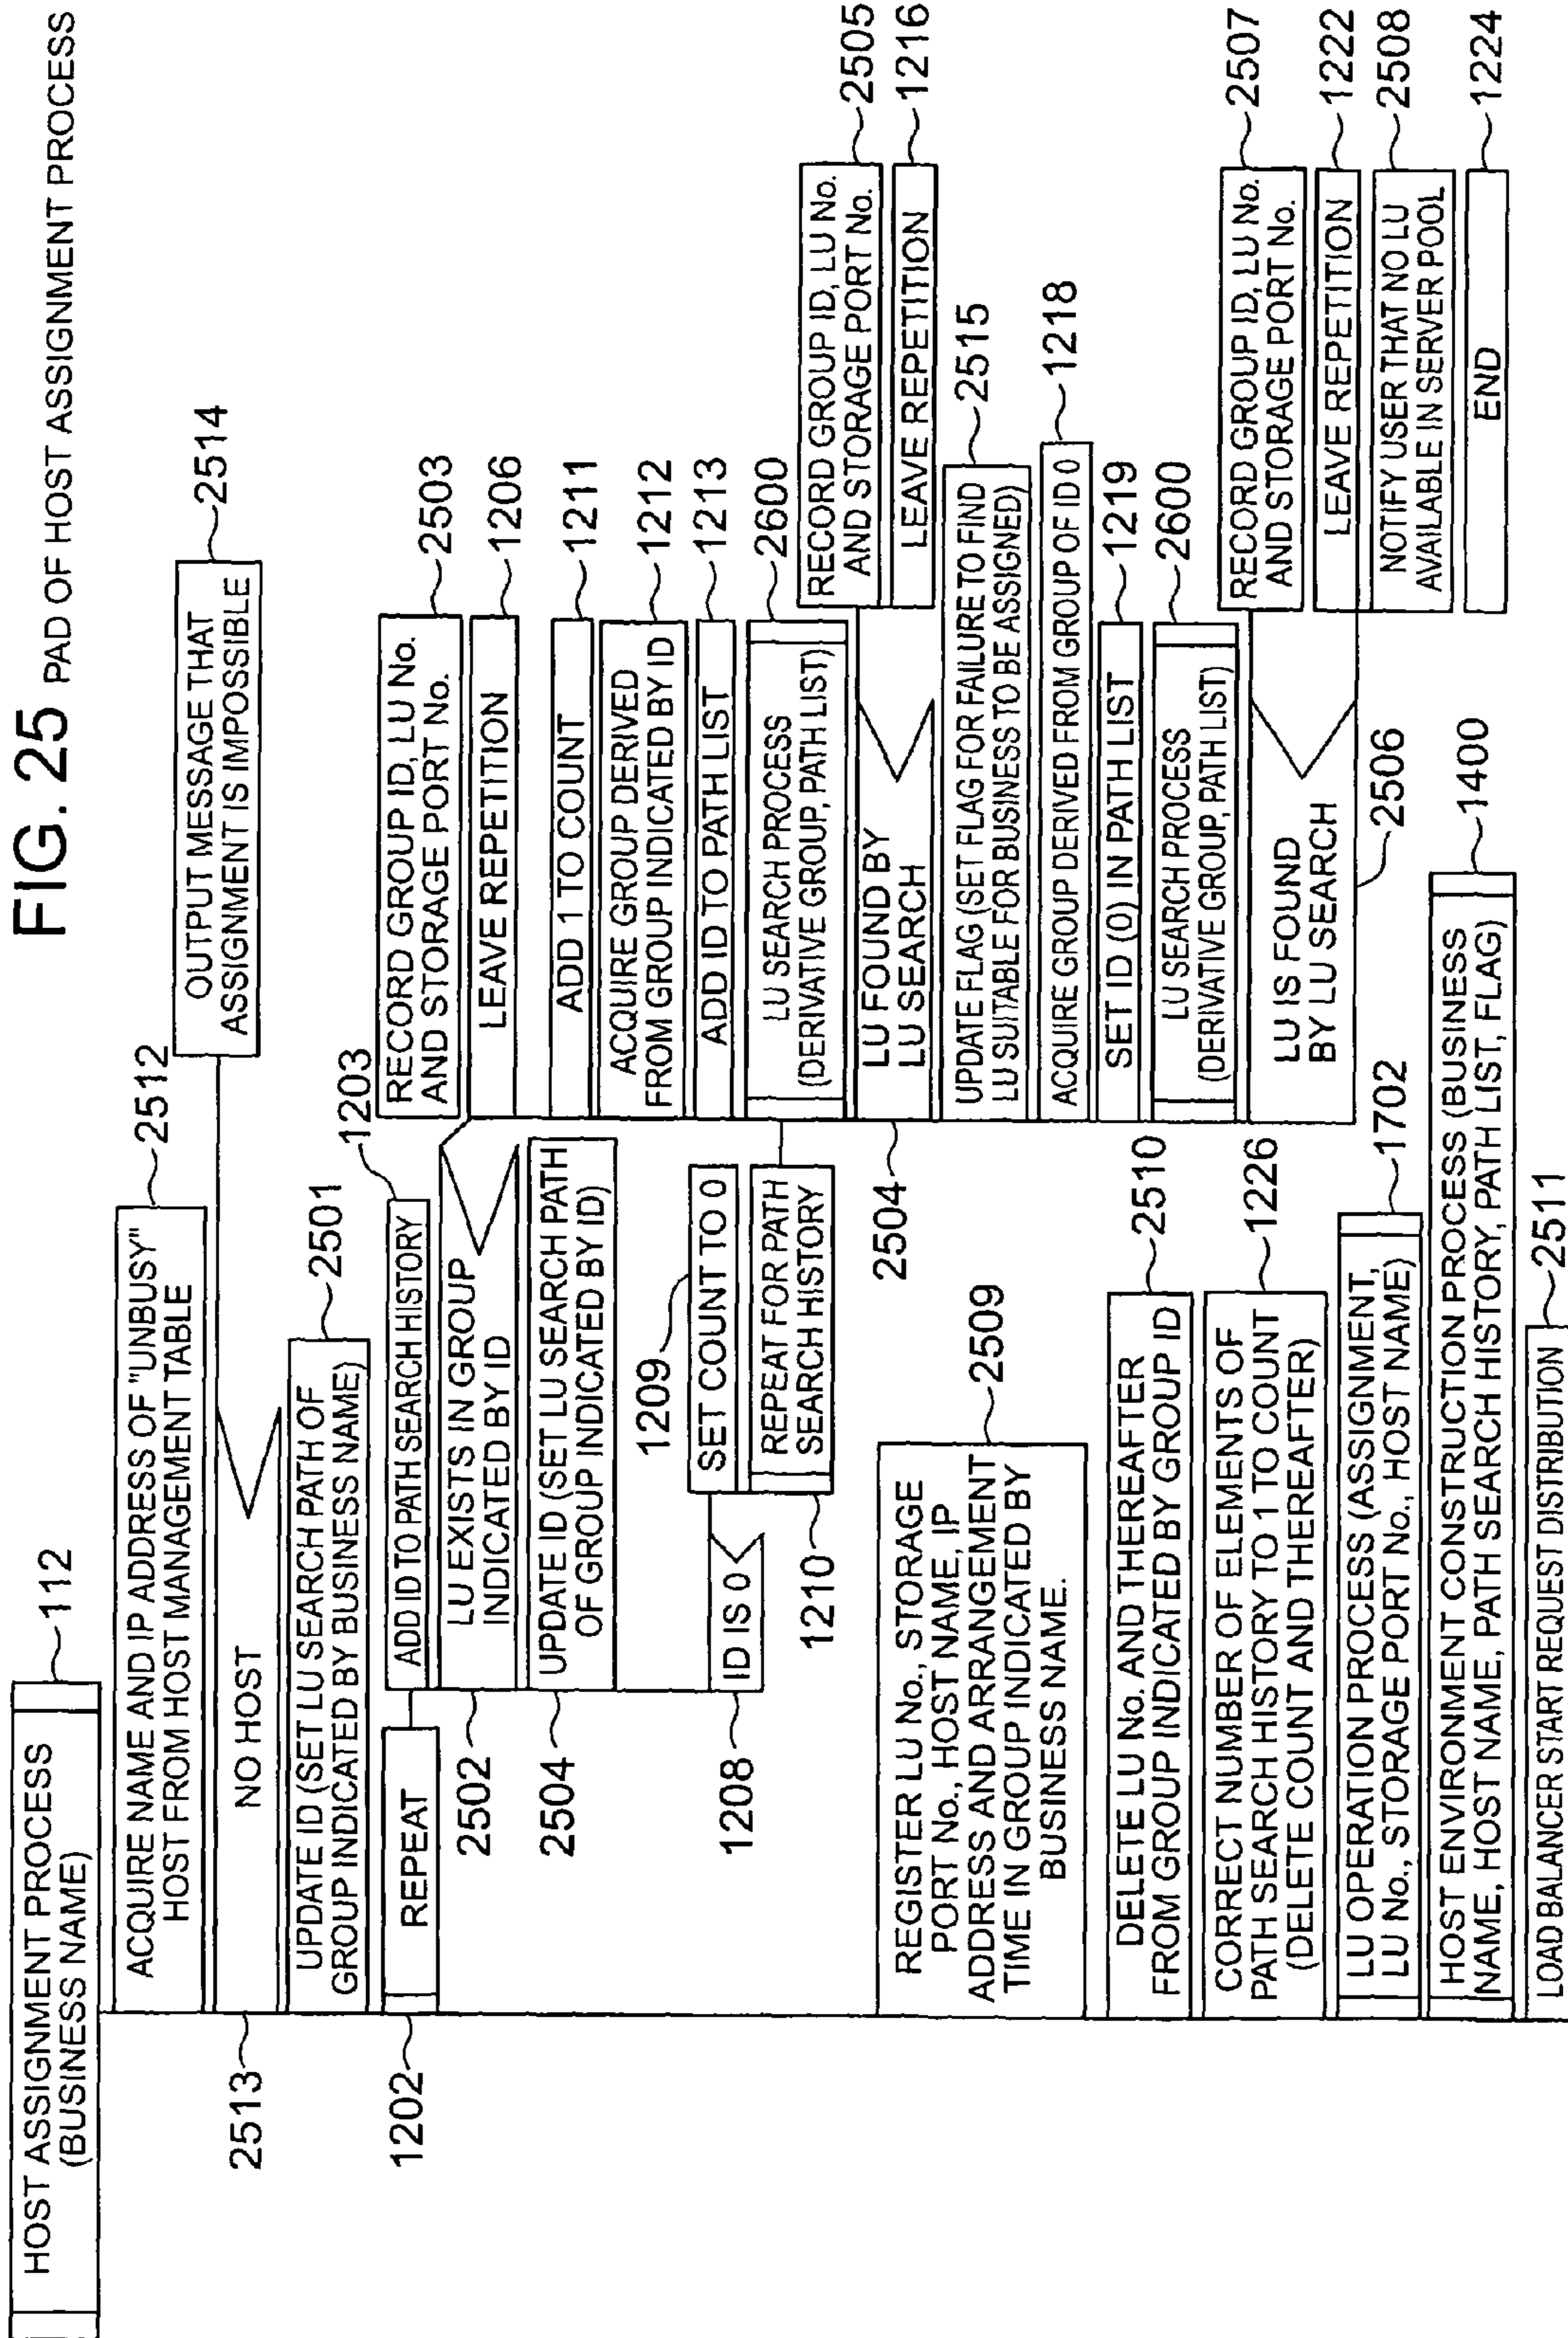 FIG. 25 PAD OF HOST ASSIGNMENT PROCESS
HOST ASSIGNMENT PROCESS
(BUSINESS NAME)
112
ACQUIRE NAME AND IP ADDRESS OF "UNBUSY"
HOST FROM HOST MANAGEMENT TABLE
2512
NO HOST
2513
OUTPUT MESSAGE THAT
ASSIGNMENT IS IMPOSSIBLE
2514
UPDATE ID (SET LU SEARCH PATH OF
GROUP INDICATED BY BUSINESS NAME)
2501
REPEAT
1202
ADD ID TO PATH SEARCH HISTORY
1203
LU EXISTS IN GROUP
INDICATED BY ID
2502
RECORD GROUP ID, LU No.
AND STORAGE PORT No.
2503
LEAVE REPETITION
1206
UPDATE ID (SET LU SEARCH PATH
OF GROUP INDICATED BY ID)
2504
ID IS 0
1208
SET COUNT TO 0
1209
REPEAT FOR PATH
SEARCH HISTORY
1210
ADD 1 TO COUNT
1211
ACQUIRE GROUP DERIVED
FROM GROUP INDICATED BY ID
1212
ADD ID TO PATH LIST
1213
LU SEARCH PROCESS
(DERIVATIVE GROUP, PATH LIST)
2600
LU FOUND BY
LU SEARCH
2504
RECORD GROUP ID, LU No.
AND STORAGE PORT No.
2505
LEAVE REPETITION
1216
UPDATE FLAG (SET FLAG FOR FAILURE TO FIND
LU SUITABLE FOR BUSINESS TO BE ASSIGNED)
2515
ACQUIRE GROUP DERIVED FROM GROUP OF ID 0
1218
SET ID (0) IN PATH LIST
1219
LU SEARCH PROCESS
(DERIVATIVE GROUP, PATH LIST)
2600
LU IS FOUND
BY LU SEARCH
2506
RECORD GROUP ID, LU No.
AND STORAGE PORT No.
2507
LEAVE REPETITION
1222
NOTIFY USER THAT NO LU
AVAILABLE IN SERVER POOL
2508
END
1224
REGISTER LU No., STORAGE
PORT No., HOST NAME, IP
ADDRESS AND ARRANGEMENT
TIME IN GROUP INDICATED BY
BUSINESS NAME.
2509
DELETE LU No. AND THEREAFTER
FROM GROUP INDICATED BY GROUP ID
2510
CORRECT NUMBER OF ELEMENTS OF
PATH SEARCH HISTORY TO 1 TO COUNT
(DELETE COUNT AND THEREAFTER)
1226
LU OPERATION PROCESS (ASSIGNMENT,
LU No., STORAGE PORT No., HOST NAME)
1702
HOST ENVIRONMENT CONSTRUCTION PROCESS (BUSINESS
NAME, HOST NAME, PATH SEARCH HISTORY, PATH LIST, FLAG)
1400
LOAD BALANCER START REQUEST DISTRIBUTION
2511